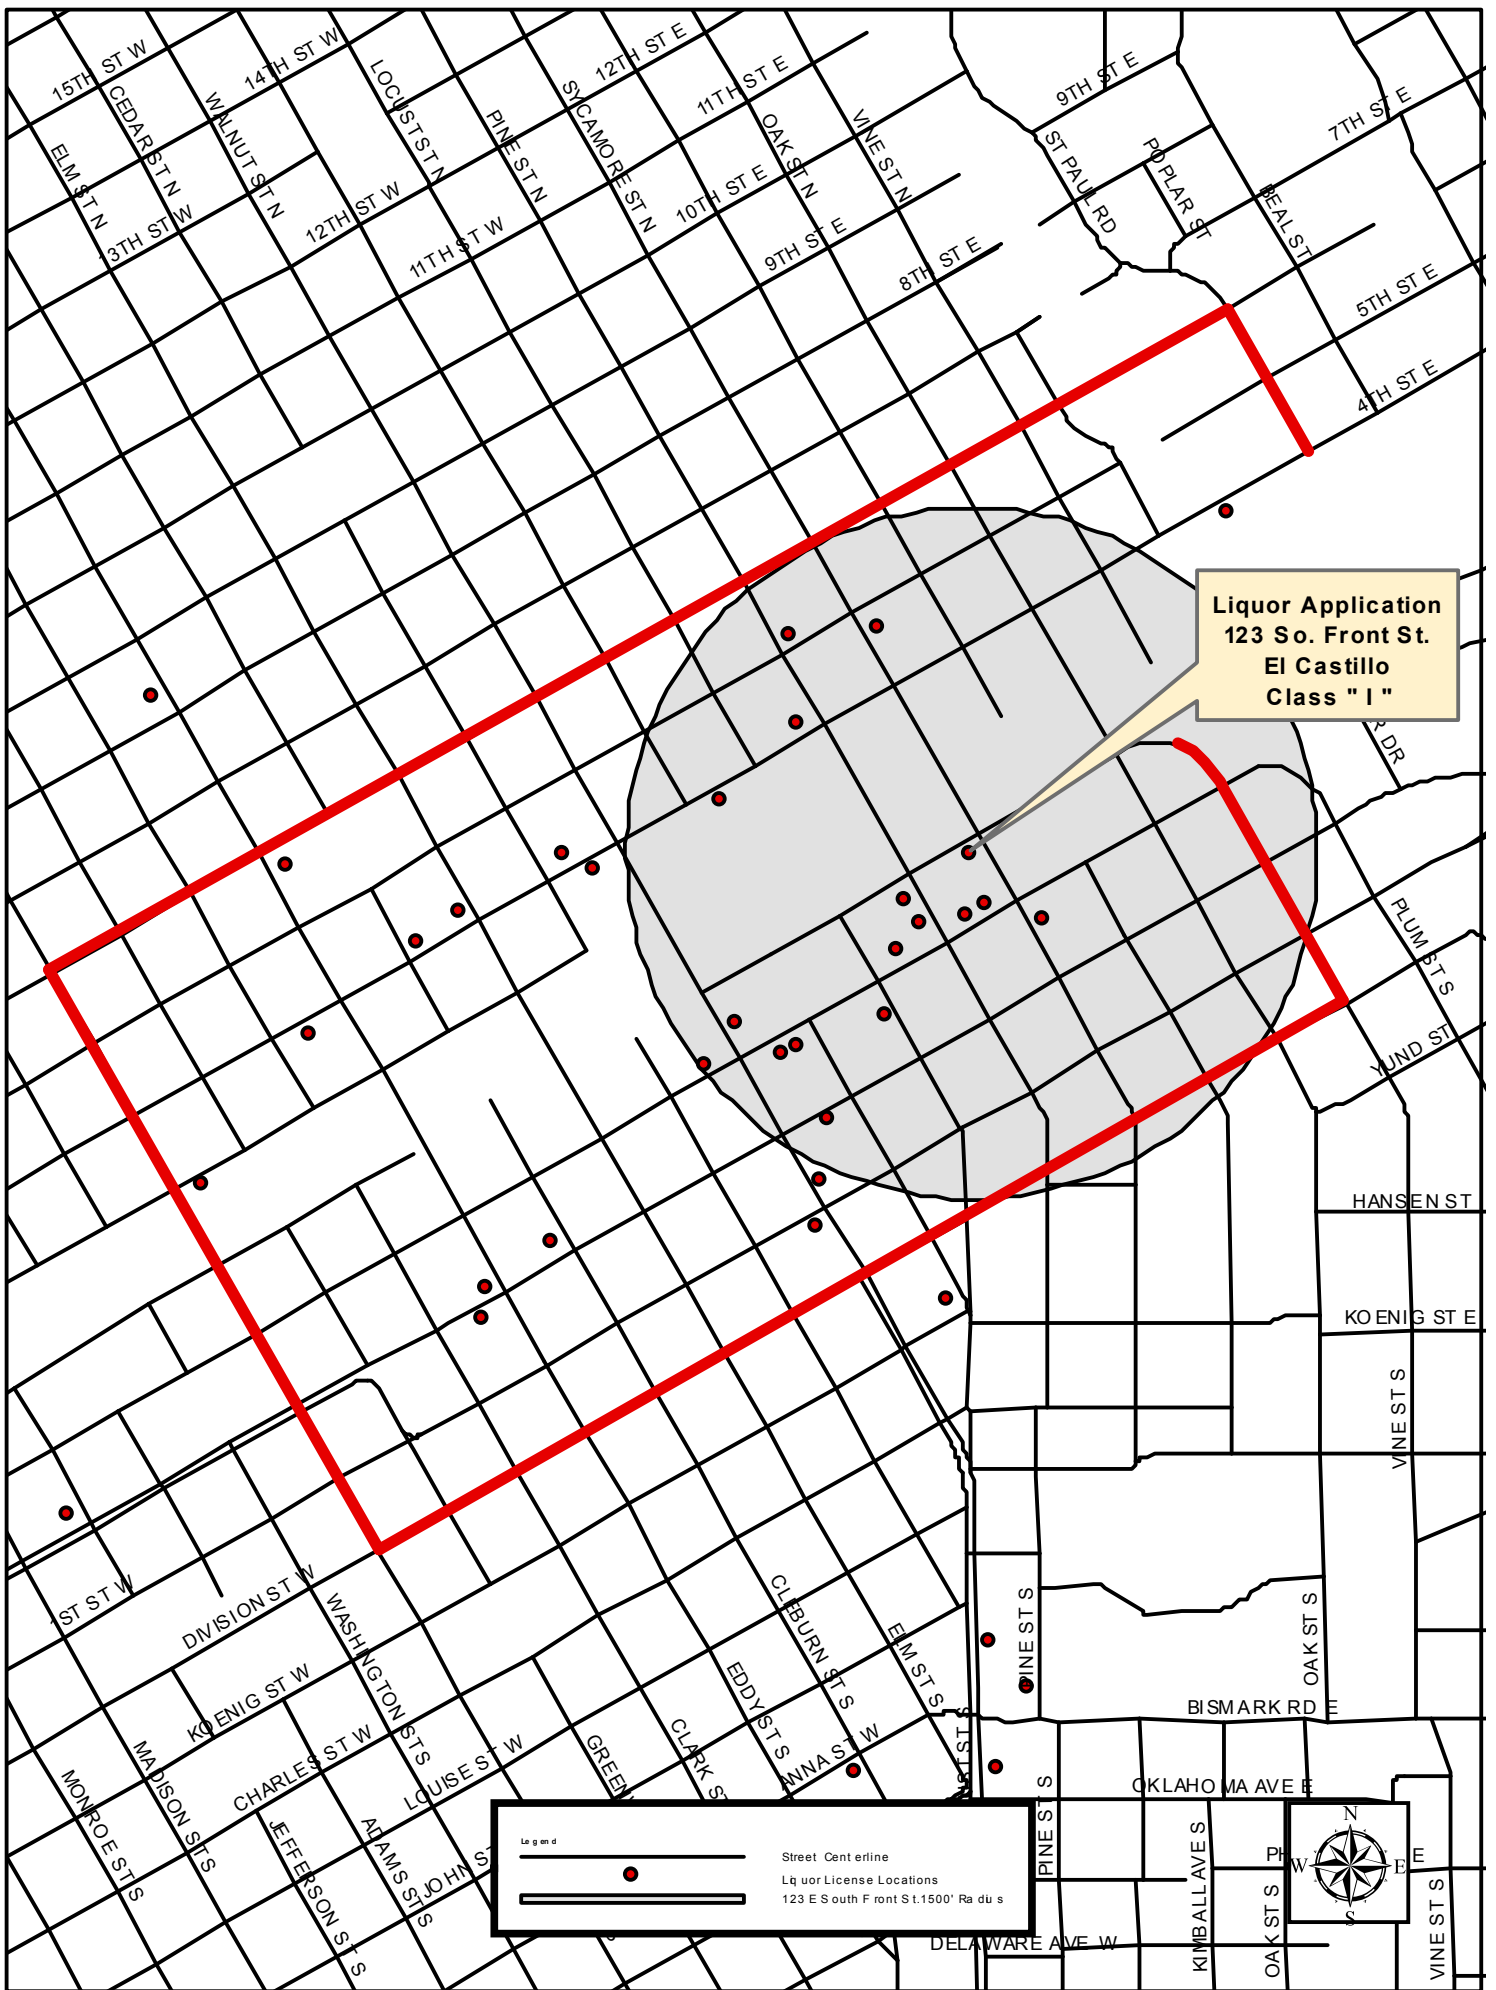 15TH ST W
14TH ST W
12TH ST E
11TH ST E
9TH ST E
7TH ST E
CEDAR ST N
WALNUT ST N
LOCUST ST N
PINE ST N
SYCAMORE ST N
OAK ST N
VINE ST N
ST PAUL RD
POPLAR ST
BEAL ST
ELM ST N
13TH ST W
12TH ST W
11TH ST W
10TH ST E
9TH ST E
8TH ST E
5TH ST E
4TH ST E
Liquor Application
123 So. Front St.
El Castillo
Class " I "
R DR
PLUM ST S
YUND ST
HANSEN ST
KOENIG ST E
VINE ST S
1ST ST W
DIVISION ST W
WASHINGTON ST S
CLEBURN ST S
ELM ST S
PINE ST S
OAK ST S
KOENIG ST W
EDDY ST S
BISMARK RD E
MADISON ST S
CHARLES ST W
LOUISE ST W
GREEN
CLARK ST
ANNA ST W
ST S
OKLAHOMA AVE E
MONROE ST S
JEFFERSON ST S
ADAMS ST S
JOHN ST
PINE ST S
KIMBALL AVE S
OAK ST S
PH
E
VINE ST S
DELAWARE AVE W
Legend
Street Centerline
Liquor License Locations
123 E South Front St.1500' Radius
N
W
E
S